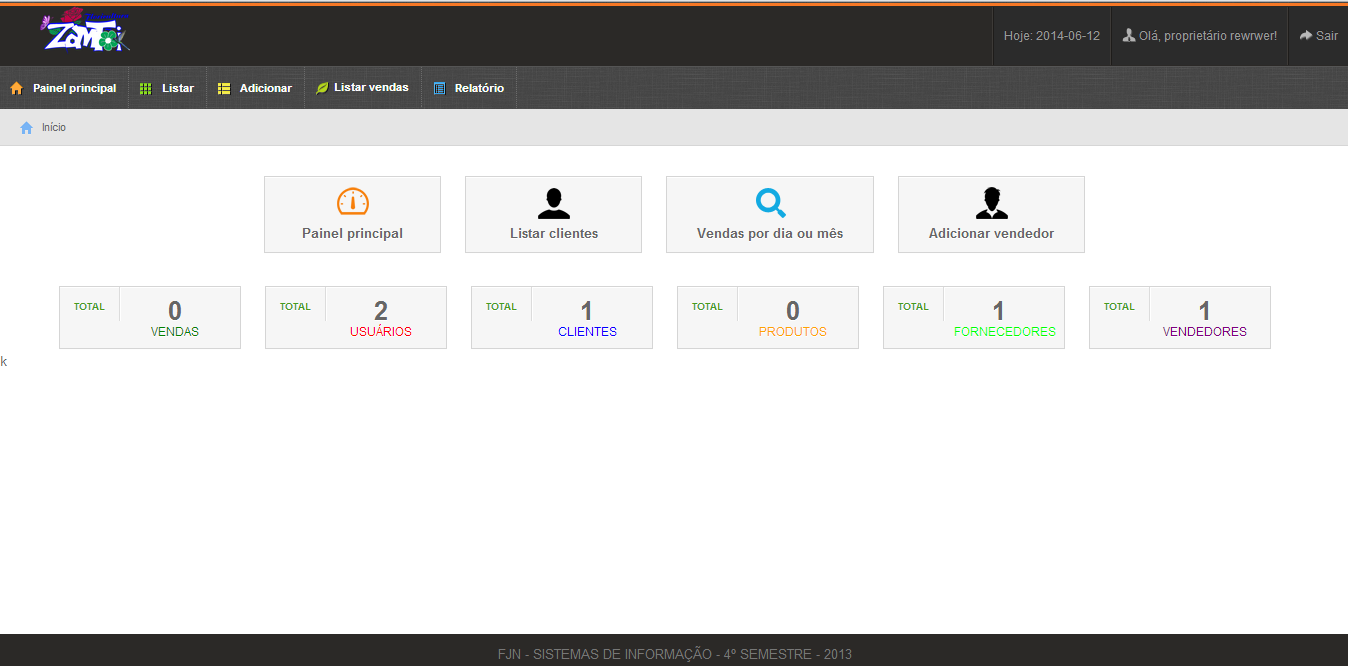 ZAMTOi
Hoje: 2014-06-12
Olá, proprietário rewrwer!
Sair
Painel principal
Listar
Adicionar
Listar vendas
Relatório
Início
Painel principal
Listar clientes
Vendas por dia ou mês
Adicionar vendedor
TOTAL
0
VENDAS
TOTAL
2
USUÁRIOS
TOTAL
1
CLIENTES
TOTAL
0
PRODUTOS
TOTAL
1
FORNECEDORES
TOTAL
1
VENDEDORES
k
FJN - SISTEMAS DE INFORMAÇÃO - 4º SEMESTRE - 2013